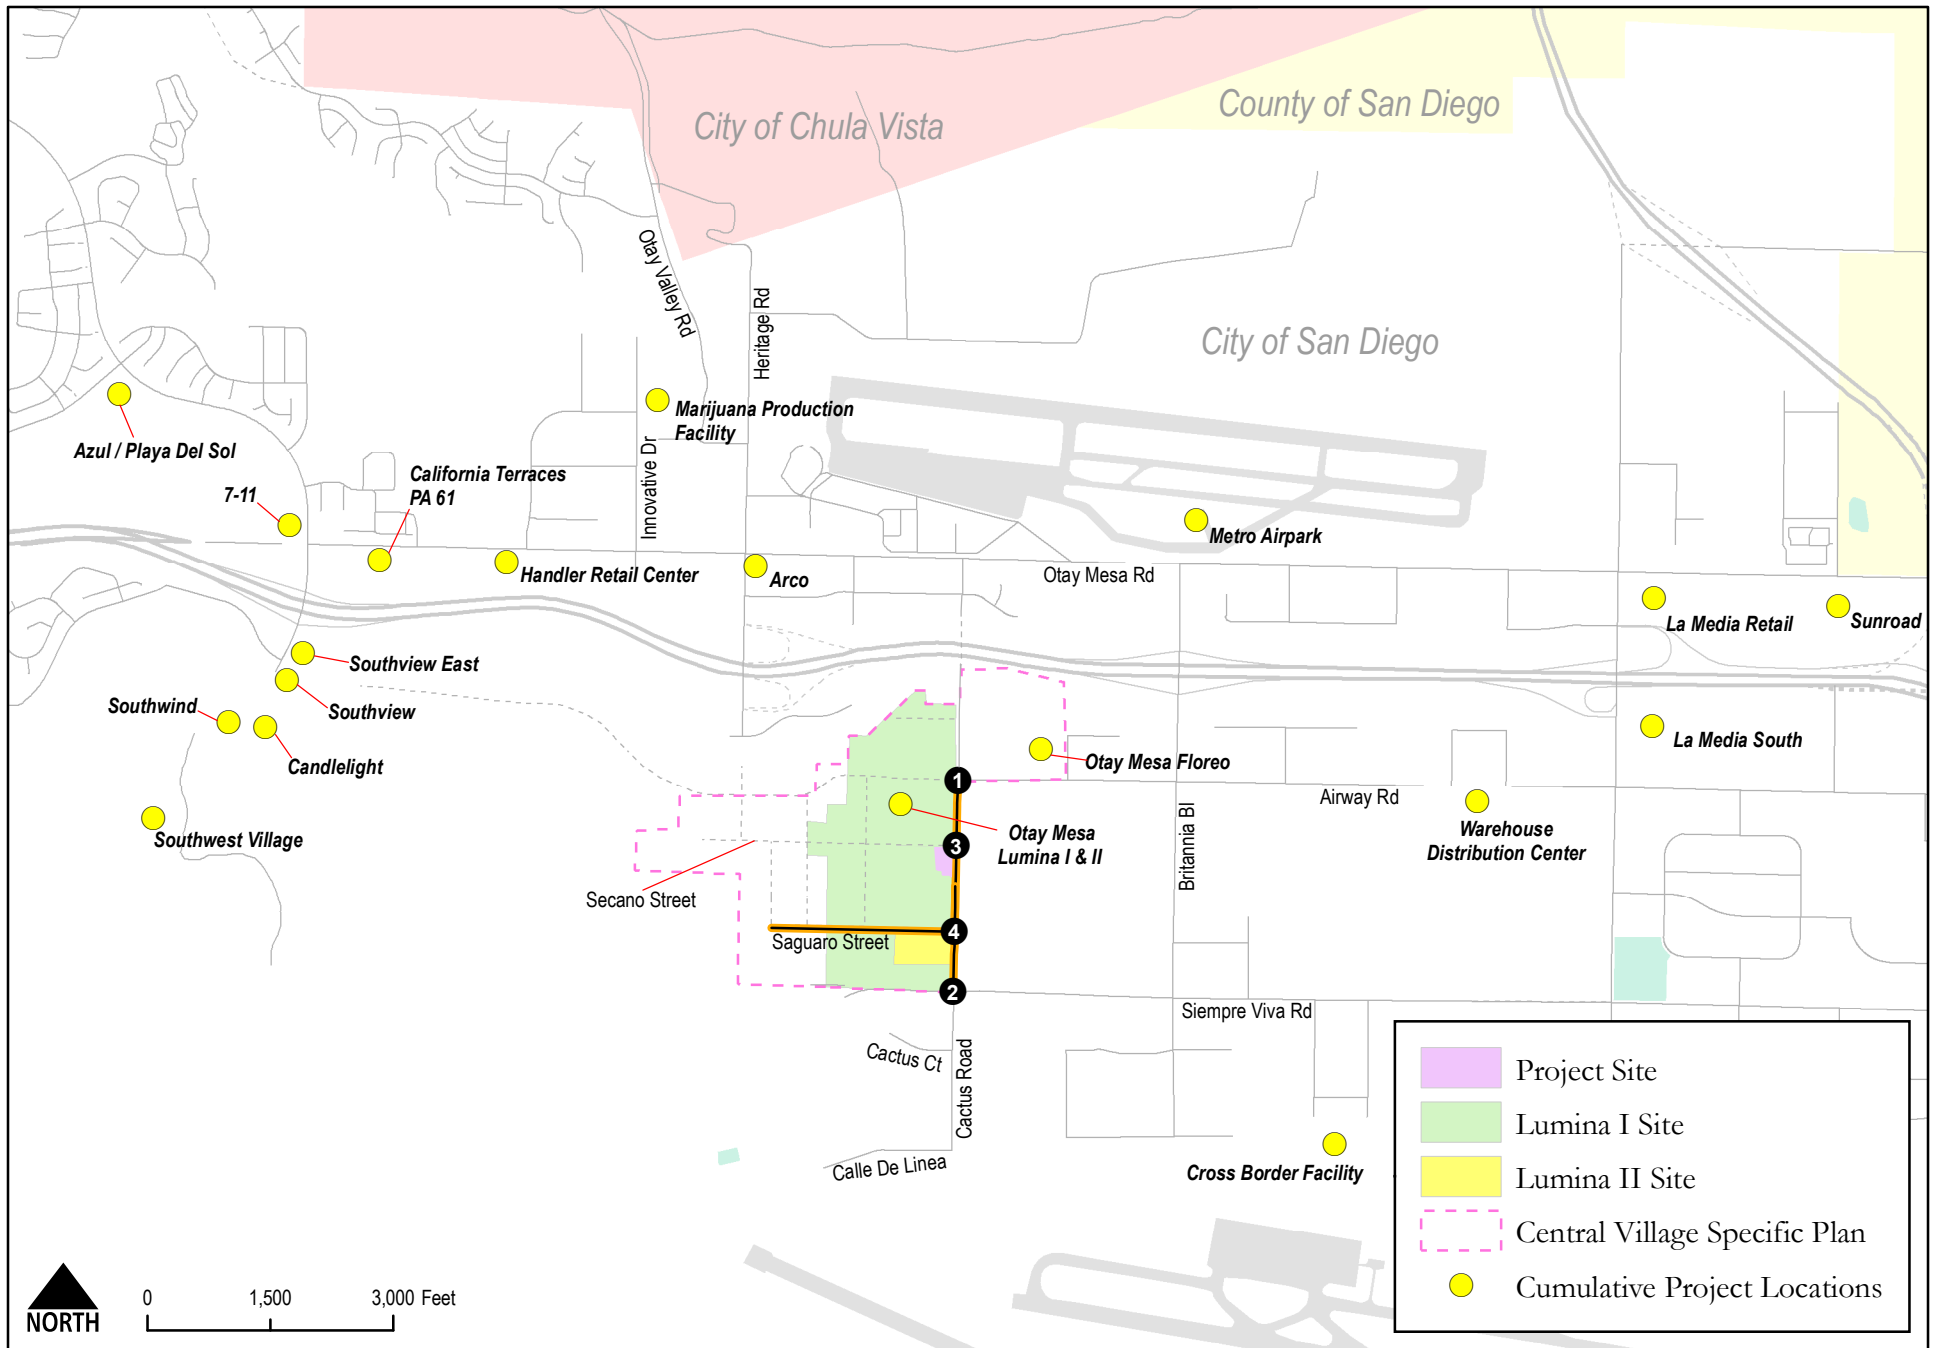 City of Chula Vista
County of San Diego
City of San Diego
Otay Valley Rd
Heritage Rd
Innovative Dr
Azul / Playa Del Sol
7-11
California Terraces
PA 61
Marijuana Production
Facility
Handler Retail Center
Arco
Metro Airpark
Otay Mesa Rd
La Media Retail
Sunroad
Southview East
Southview
Southwind
Candlelight
Southwest Village
Otay Mesa Floreo
La Media South
Airway Rd
Britannia Bl
Warehouse
Distribution Center
Otay Mesa
Lumina I & II
1
3
4
2
Secano Street
Saguaro Street
Siempre Viva Rd
Cactus Ct
Cactus Road
Calle De Linea
Cross Border Facility
Project Site
Lumina I Site
Lumina II Site
Central Village Specific Plan
Cumulative Project Locations
NORTH
0 1,500 3,000 Feet